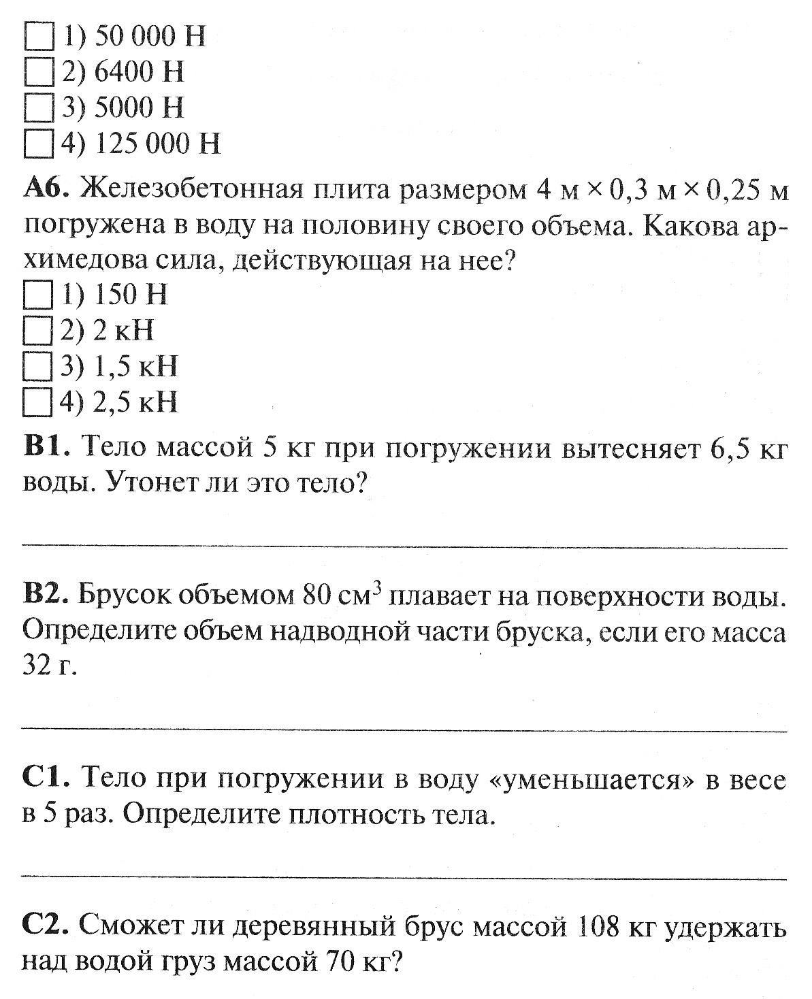 1) 50 000 Н
2) 6400 Н
3) 5000 Н
4) 125 000 Н
А6. Железобетонная плита размером 4 м × 0,3 м × 0,25 м
погружена в воду на половину своего объема. Какова ар-
химедова сила, действующая на нее?
1) 150 Н
2) 2 кН
3) 1,5 кН
4) 2,5 кН
В1. Тело массой 5 кг при погружении вытесняет 6,5 кг
воды. Утонет ли это тело?
В2. Брусок объемом 80 см³ плавает на поверхности воды.
Определите объем надводной части бруска, если его масса
32 г.
С1. Тело при погружении в воду «уменьшается» в весе
в 5 раз. Определите плотность тела.
С2. Сможет ли деревянный брус массой 108 кг удержать
над водой груз массой 70 кг?